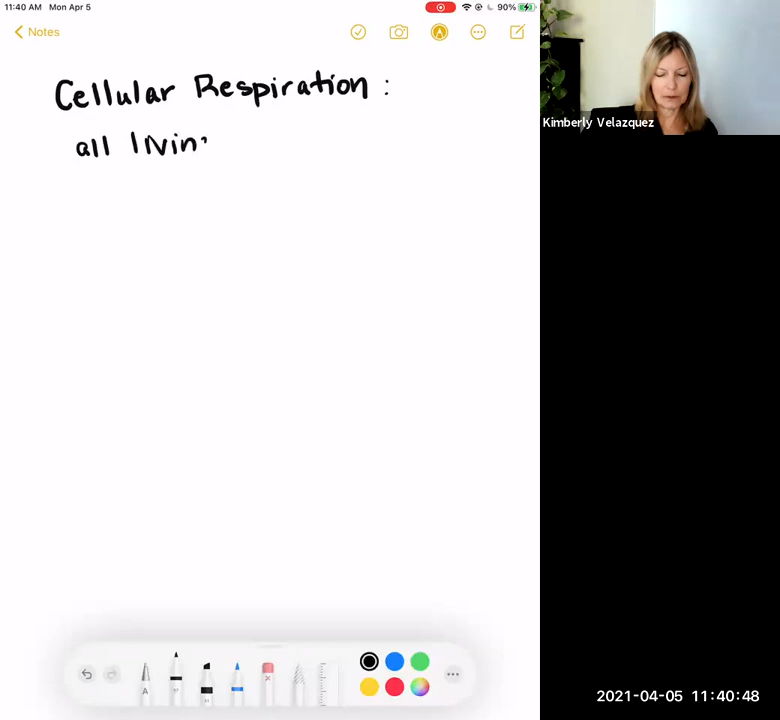 11:40 AM Mon Apr 5
90%
Notes
Cellular Respiration :
all livin
A
Kimberly Velazquez
2021-04-05 11:40:48